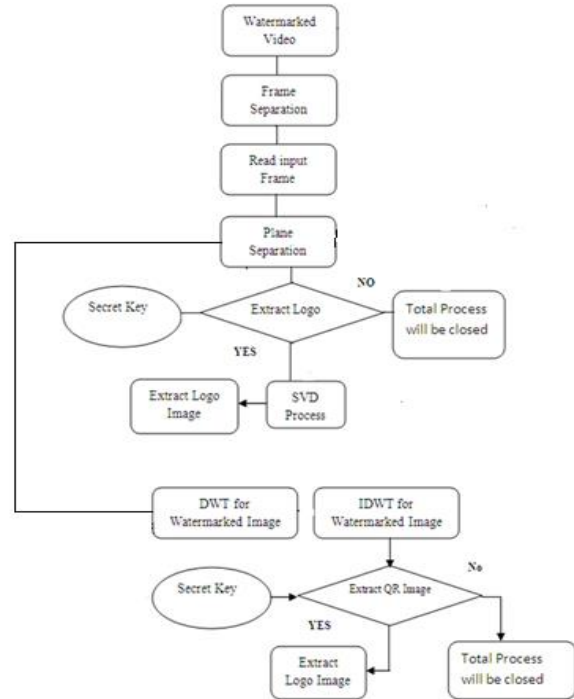 Watermarked
Video
Frame
Separation
Read input
Frame
Plane
Separation
Secret Key
Extract Logo
NO
Total Process
will be closed
YES
Extract Logo
Image
SVD
Process
DWT for
Watermarked Image
IDWT for
Watermarked Image
Secret Key
Extract QR Image
No
YES
Extract
Logo Image
Total Process
will be closed